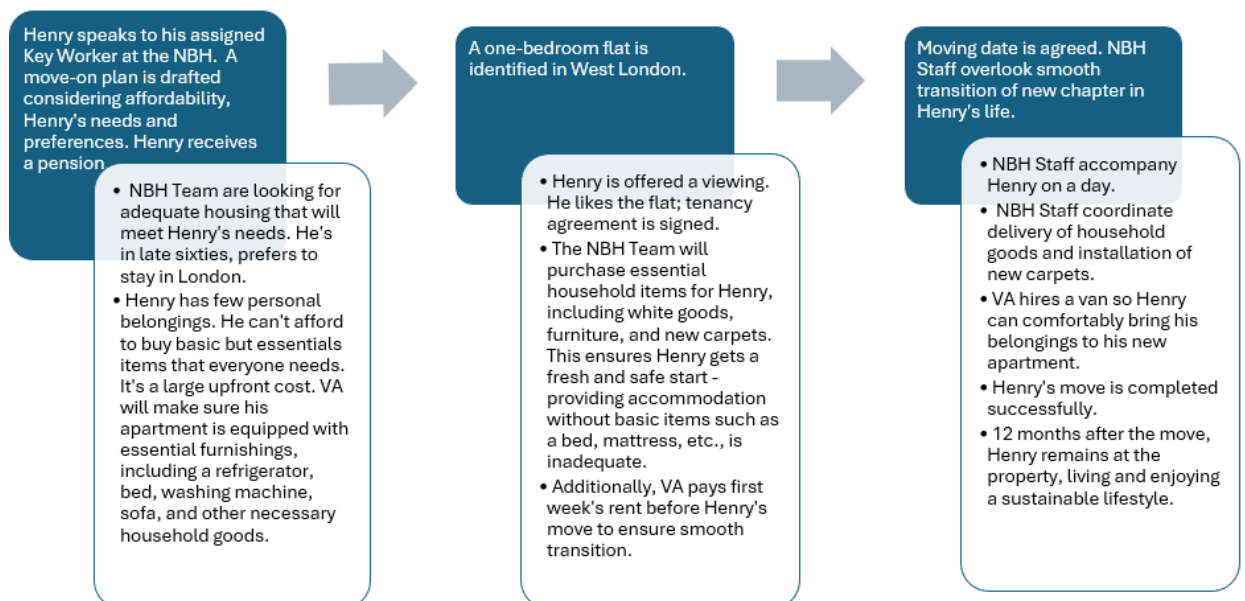 Henry speaks to his assigned
Key Worker at the NBH.  A
move-on plan is drafted
considering affordability,
Henry's needs and
preferences. Henry receives
a pension
• NBH Team are looking for
adequate housing that will
meet Henry's needs. He's
in late sixties, prefers to
stay in London.
• Henry has few personal
belongings. He can't afford
to buy basic but essentials
items that everyone needs.
It's a large upfront cost. VA
will make sure his
apartment is equipped with
essential furnishings,
including a refrigerator,
bed, washing machine,
sofa, and other necessary
household goods.
A one-bedroom flat is
identified in West London.
• Henry is offered a viewing.
He likes the flat; tenancy
agreement is signed.
• The NBH Team will
purchase essential
household items for Henry,
including white goods,
furniture, and new carpets.
This ensures Henry gets a
fresh and safe start -
providing accommodation
without basic items such as
a bed, mattress, etc., is
inadequate.
• Additionally, VA pays first
week's rent before Henry's
move to ensure smooth
transition.
Moving date is agreed. NBH
Staff overlook smooth
transition of new chapter in
Henry's life.
• NBH Staff accompany
Henry on a day.
• NBH Staff coordinate
delivery of household
goods and installation of
new carpets.
• VA hires a van so Henry
can comfortably bring his
belongings to his new
apartment.
• Henry's move is completed
successfully.
• 12 months after the move,
Henry remains at the
property, living and enjoying
a sustainable lifestyle.